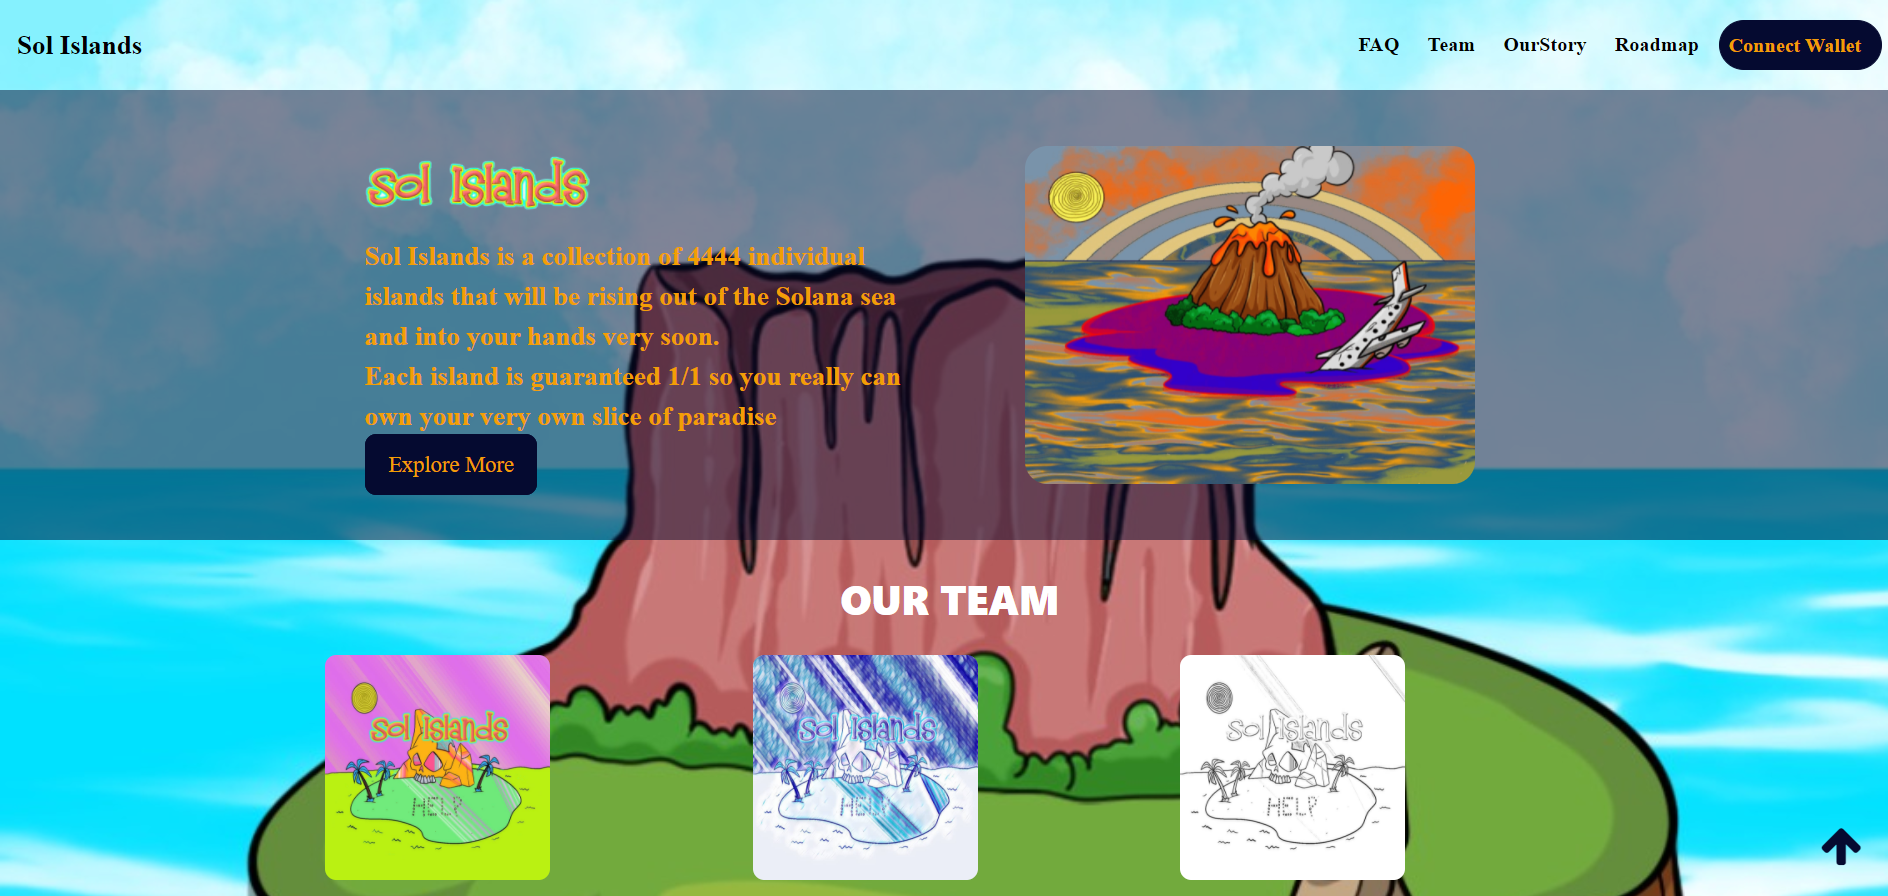 Sol Islands
FAQ Team OurStory Roadmap Connect Wallet
Sol Islands
Sol Islands is a collection of 4444 individual
islands that will be rising out of the Solana sea
and into your hands very soon.
Each island is guaranteed 1/1 so you really can
own your very own slice of paradise
Explore More
OUR TEAM
Sol Islands
HELP
Sol Islands
HELP
Sol Islands
HELP